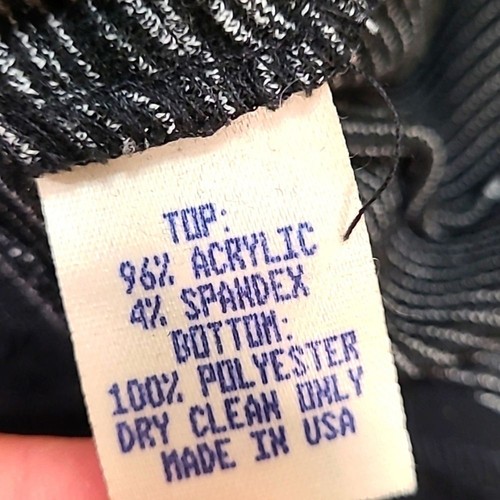 TOP:
96% ACRYLIC
4% SPANDEX
BOTTOM:
100% POLYESTER
DRY CLEAN ONLY
MADE IN USA